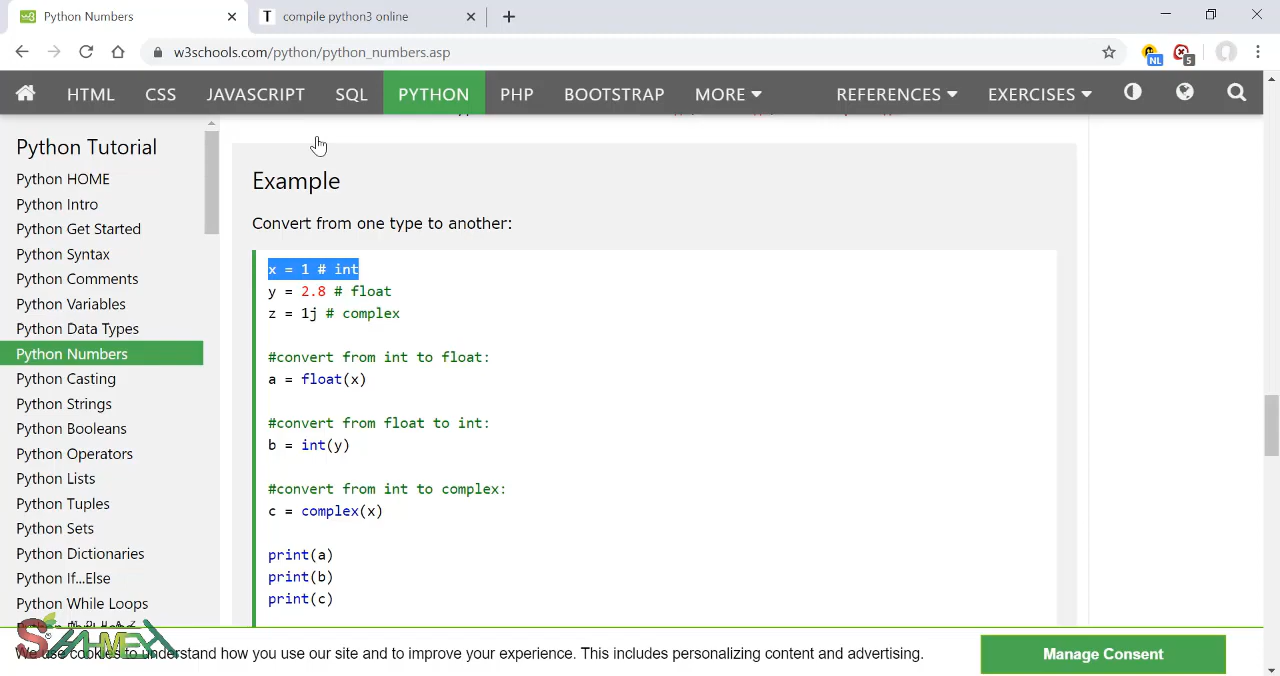 Python Numbers
T compile python3 online
w3schools.com/python/python_numbers.asp
NL
5
HTML CSS JAVASCRIPT SQL PYTHON PHP BOOTSTRAP MORE REFERENCES EXERCISES
Python Tutorial
Python HOME
Python Intro
Python Get Started
Python Syntax
Python Comments
Python Variables
Python Data Types
Python Numbers
Python Casting
Python Strings
Python Booleans
Python Operators
Python Lists
Python Tuples
Python Sets
Python Dictionaries
Python If...Else
Python While Loops
Example
Convert from one type to another:
x = 1 # int
y = 2.8 # float
z = 1j # complex
#convert from int to float:
a = float(x)
#convert from float to int:
b = int(y)
#convert from int to complex:
c = complex(x)
print(a)
print(b)
print(c)
We use cookies to understand how you use our site and to improve your experience. This includes personalizing content and advertising.
Manage Consent